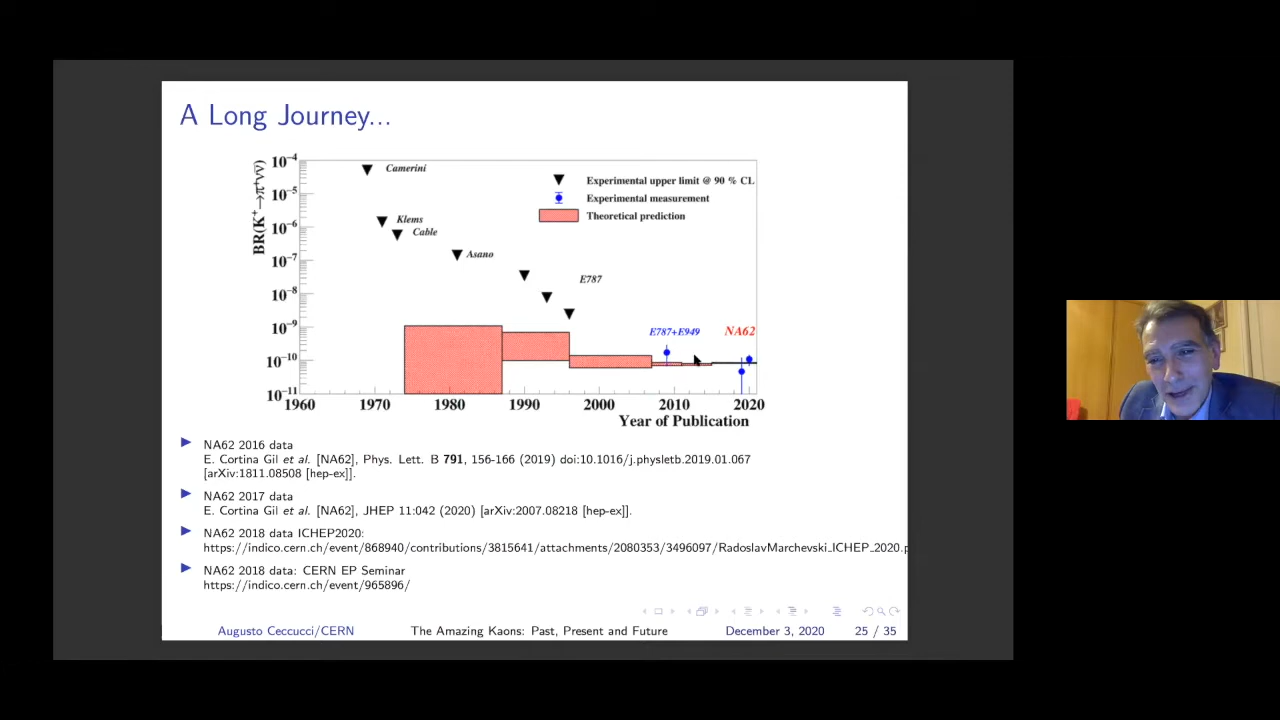 A Long Journey...
BR(K⁺→π⁺νν̄)
10⁻⁴
10⁻⁵
10⁻⁶
10⁻⁷
10⁻⁸
10⁻⁹
10⁻¹⁰
10⁻¹¹
Camerini
Klems
Cable
Asano
E787
E787+E949
NA62
Experimental upper limit @ 90 % CL
Experimental measurement
Theoretical prediction
1960 1970 1980 1990 2000 2010 2020
Year of Publication
NA62 2016 data
E. Cortina Gil et al. [NA62], Phys. Lett. B 791, 156-166 (2019) doi:10.1016/j.physletb.2019.01.067
[arXiv:1811.08508 [hep-ex]].
NA62 2017 data
E. Cortina Gil et al. [NA62], JHEP 11:042 (2020) [arXiv:2007.08218 [hep-ex]].
NA62 2018 data ICHEP2020:
https://indico.cern.ch/event/868940/contributions/3815641/attachments/2080353/3496097/RadoslavMarchevski_ICHEP_2020.p
NA62 2018 data: CERN EP Seminar
https://indico.cern.ch/event/965896/
Augusto Ceccucci/CERN The Amazing Kaons: Past, Present and Future December 3, 2020 25 / 35